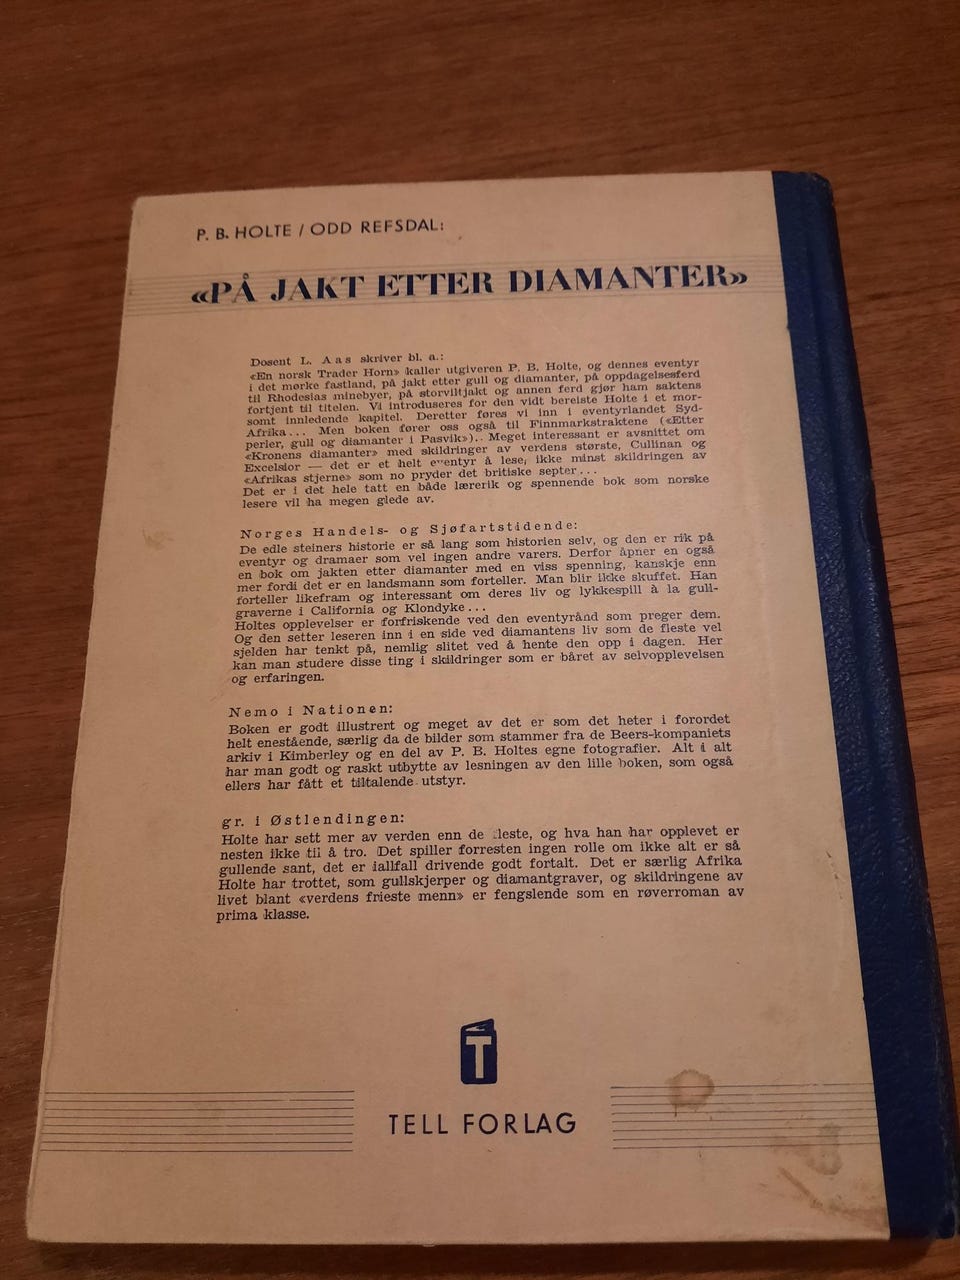 P. B. HOLTE / ODD REFSDAL:
«PÅ JAKT ETTER DIAMANTER»
Dosent L. Aas skriver bl. a.:
«En norsk Trader Horn» kaller utgiveren P. B. Holte, og dennes eventyr
i det mørke fastland, på jakt etter gull og diamanter, på oppdagelsesferd
til Rhodesias minebyer, på storviltjakt og annen ferd gjør ham saktens
fortjent til titelen. Vi introduseres for den vidt bereiste Holte i et mor-
somt innledende kapitel. Deretter føres vi inn i eventyrlandet Syd-
Afrika... Men boken fører oss også til Finnmarkstraktene («Etter
perler, gull og diamanter i Pasvik»).. Meget interessant er avsnittet om
«Kronens diamanter» med skildringer av verdens største, Cullinan og
Excelsior — det er et helt eventyr å lese, ikke minst skildringen av
«Afrikas stjerne» som no pryder det britiske septer...
Det er i det hele tatt en både lærerik og spennende bok som norske
lesere vil ha megen glede av.
Norges Handels- og Sjøfartstidende:
De edle steiners historie er så lang som historien selv, og den er rik på
eventyr og dramaer som vel ingen andre varers. Derfor åpner en også
en bok om jakten etter diamanter med en viss spenning, kanskje enn
mer fordi det er en landsmann som forteller. Man blir ikke skuffet. Han
forteller likefram og interessant om deres liv og lykkespill à la gull-
graverne i California og Klondyke...
Holtes opplevelser er forfriskende ved den eventyrånd som preger dem.
Og den setter leseren inn i en side ved diamantens liv som de fleste vel
sjelden har tenkt på, nemlig slitet ved å hente den opp i dagen. Her
kan man studere disse ting i skildringer som er båret av selvopplevelsen
og erfaringen.
Nemo i Nationen:
Boken er godt illustrert og meget av det er som det heter i forordet
helt enestående, særlig da de bilder som stammer fra de Beers-kompaniets
arkiv i Kimberley og en del av P. B. Holtes egne fotografier. Alt i alt
har man godt og raskt utbytte av lesningen av den lille boken, som også
ellers har fått et tiltalende utstyr.
gr. i Østlendingen:
Holte har sett mer av verden enn de fleste, og hva han har opplevet er
nesten ikke til å tro. Det spiller forresten ingen rolle om ikke alt er så
gullende sant, det er iallfall drivende godt fortalt. Det er særlig Afrika
Holte har trottet, som gullskjerper og diamantgraver, og skildringene av
livet blant «verdens frieste menn» er fengslende som en røverroman av
prima klasse.
T
TELL FORLAG